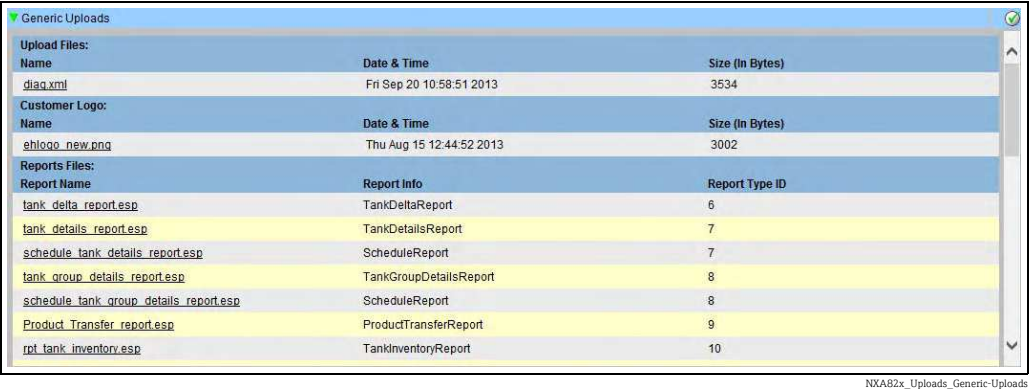 Generic Uploads
Upload Files:
Name Date & Time Size (In Bytes)
diag.xml Fri Sep 20 10:58:51 2013 3534
Customer Logo:
Name Date & Time Size (In Bytes)
ehlogo_new.png Thu Aug 15 12:44:52 2013 3002
Reports Files:
Report Name Report Info Report Type ID
tank_delta_report.esp TankDeltaReport 6
tank_details_report.esp TankDetailsReport 7
schedule_tank_details_report.esp ScheduleReport 7
tank_group_details_report.esp TankGroupDetailsReport 8
schedule_tank_group_details_report.esp ScheduleReport 8
Product_Transfer_report.esp ProductTransferReport 9
rpt_tank_inventory.esp TankInventoryReport 10
NXA82x_Uploads_Generic-Uploads